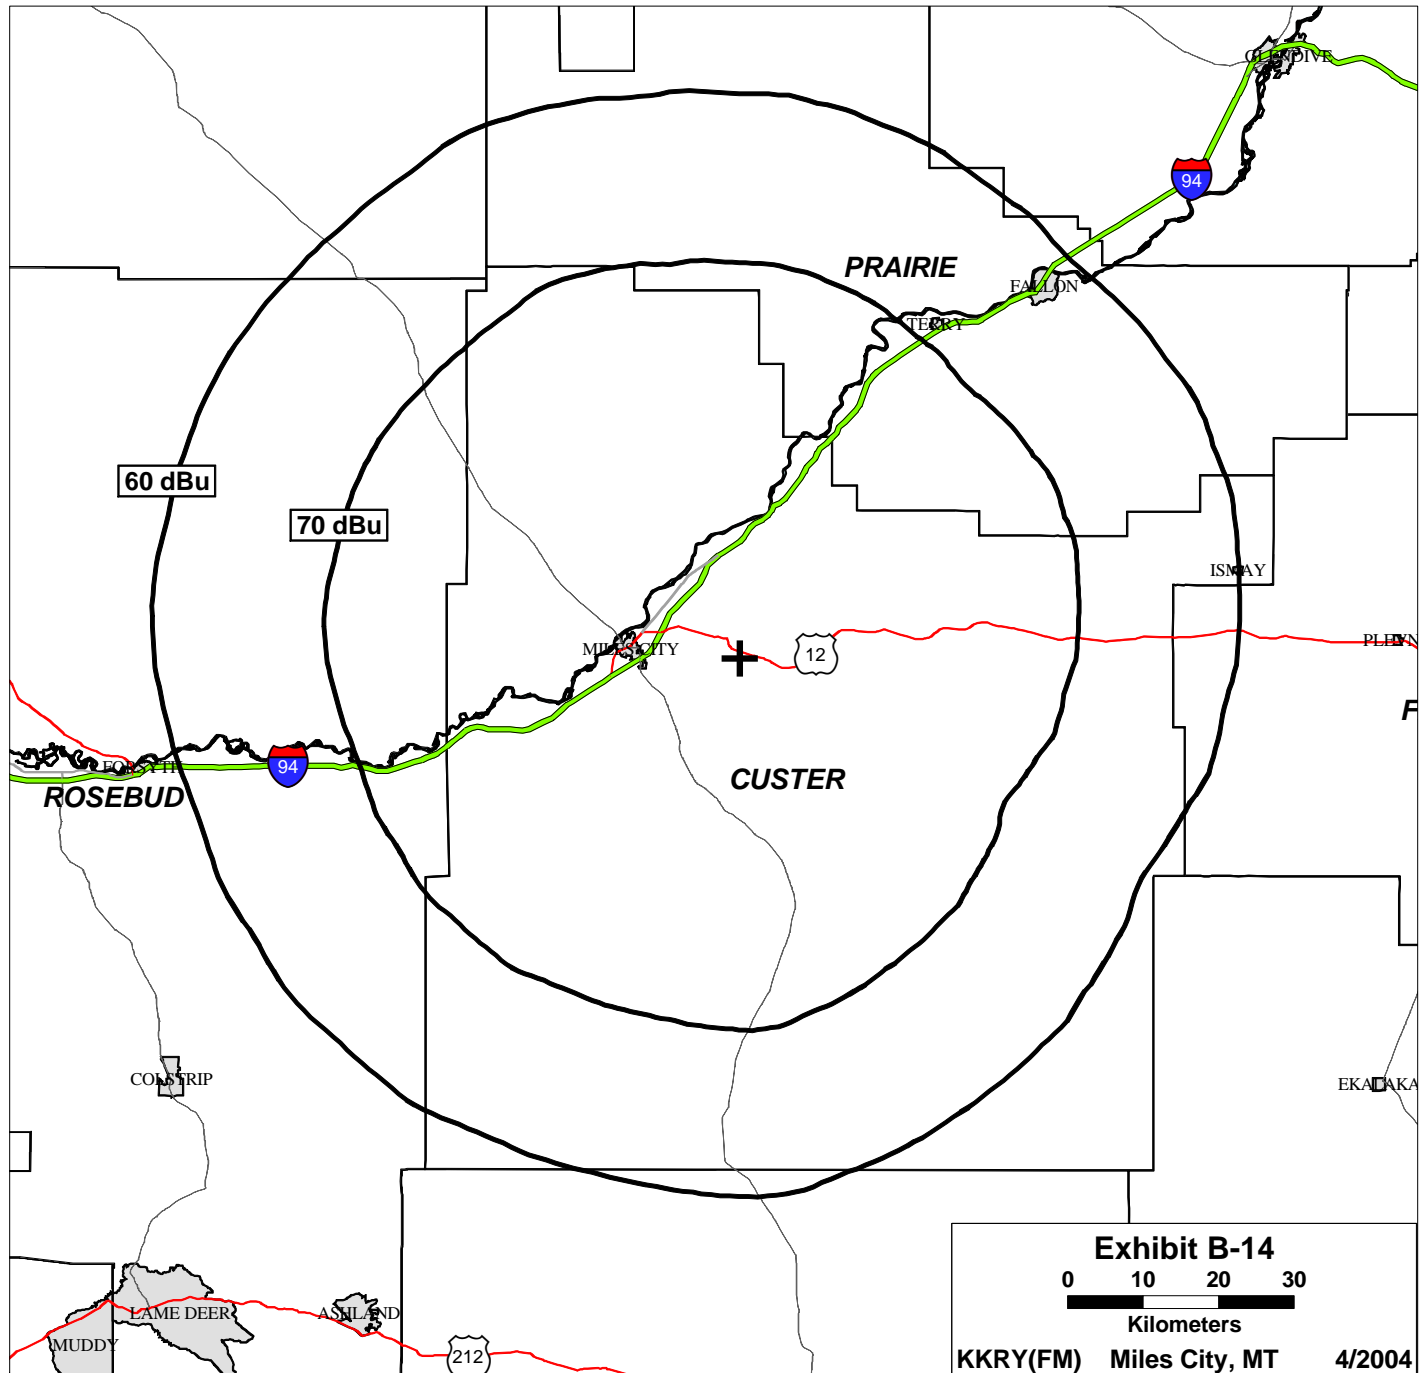 GLENDIVE
94
PRAIRIE
FALLON
TERRY
60 dBu
70 dBu
ISMAY
MILES CITY
12
94
FORSYTH
ROSEBUD
CUSTER
F
COLSTRIP
EKALAKA
LAME DEER
ASHLAND
MUDDY
212
Exhibit B-14
0 10 20 30
Kilometers
KKRY(FM) Miles City, MT 4/2004